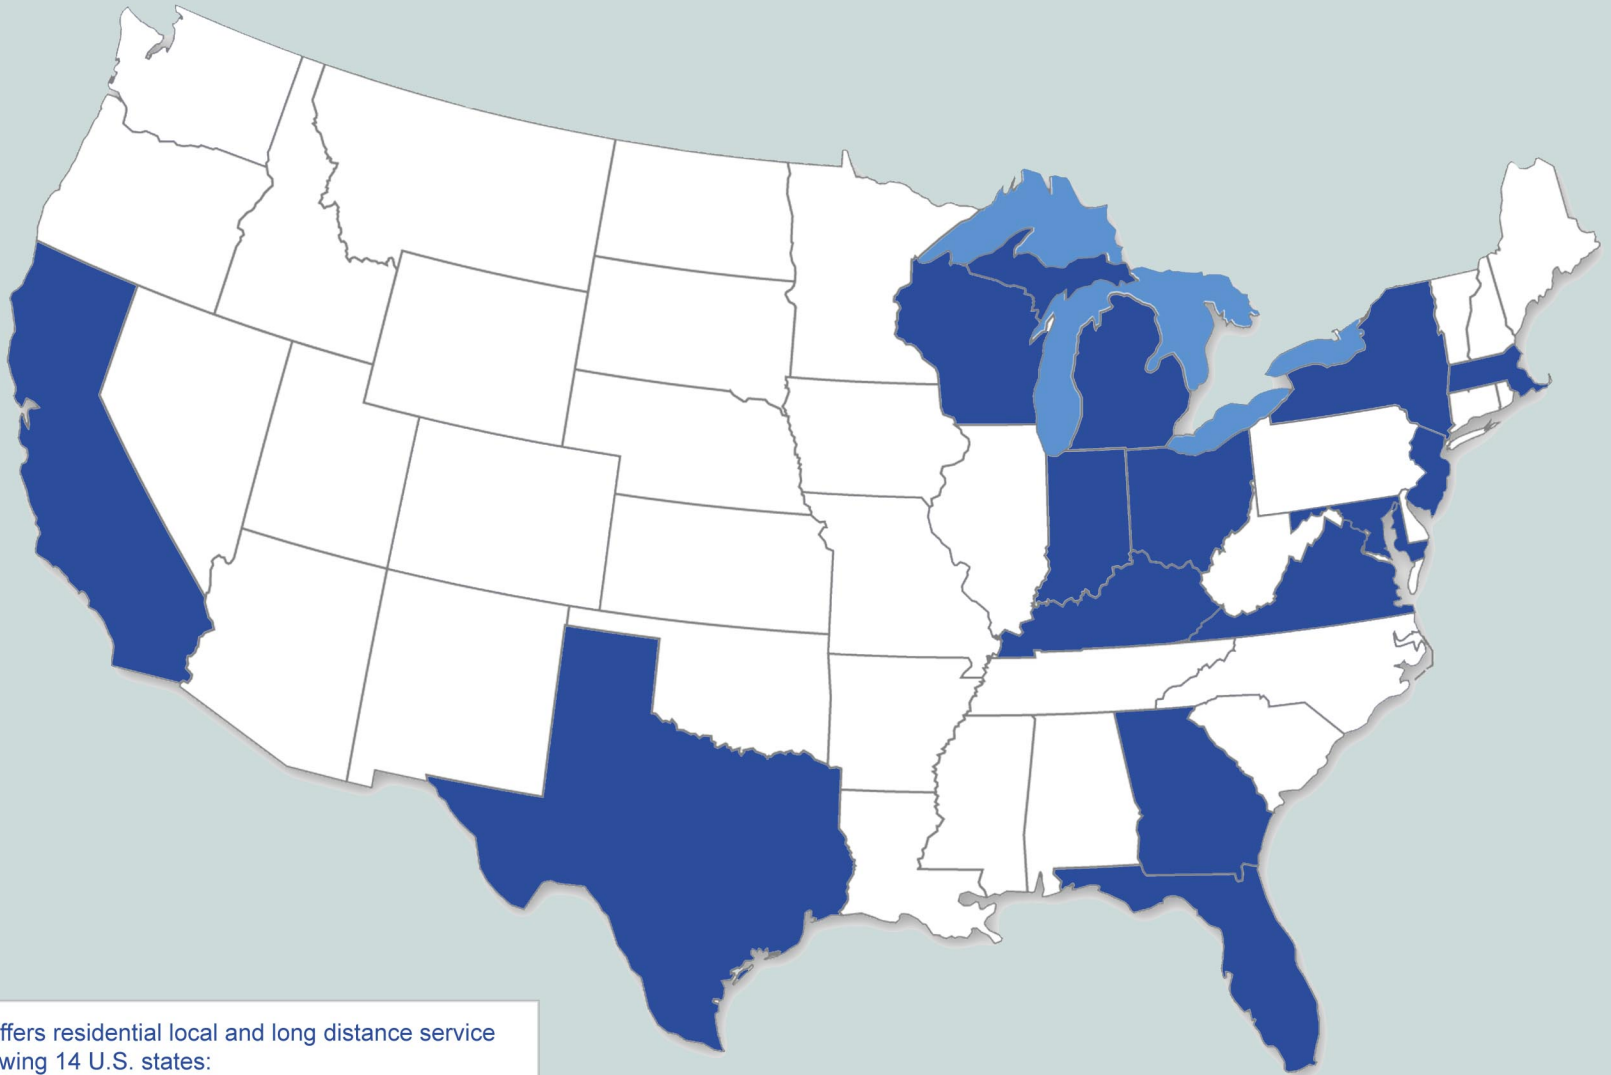 ffers residential local and long distance service
wing 14 U.S. states: